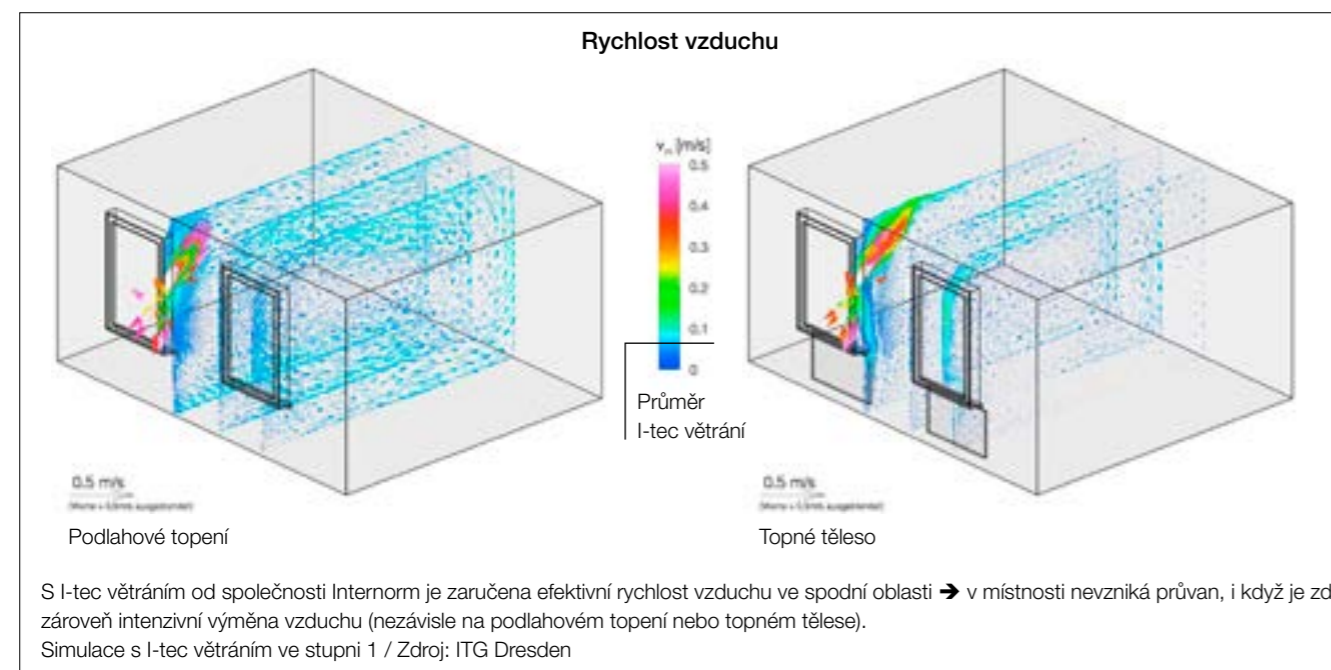 Rychlost vzduchu
[m/s]
0.5
0.4
0.3
0.2
0.1
0
Průměr
I-tec větrání
0.5 m/s
Podlahové topení
0.5 m/s
Topné těleso
S I-tec větráním od společnosti Internorm je zaručena efektivní rychlost vzduchu ve spodní oblasti ➔ v místnosti nevzniká průvan, i když je zd
zároveň intenzivní výměna vzduchu (nezávisle na podlahovém topení nebo topném tělese).
Simulace s I-tec větráním ve stupni 1 / Zdroj: ITG Dresden